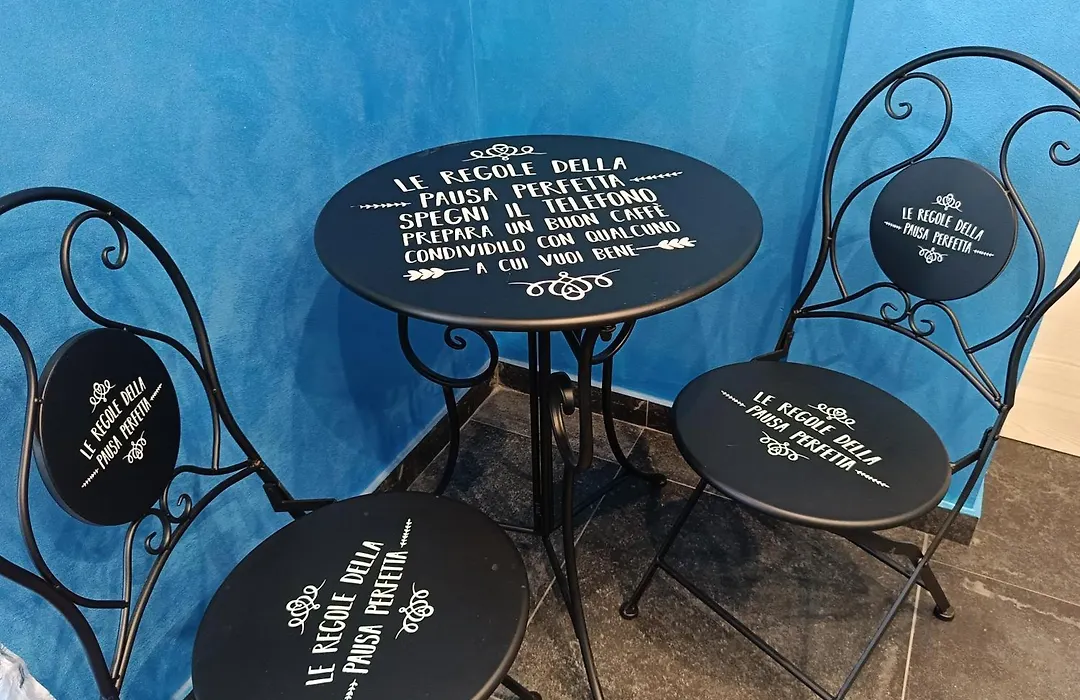 LE REGOLE DELLA
PAUSA PERFETTA
SPEGNI IL TELEFONO
PREPARA UN BUON CAFFÈ
CONDIVIDILO CON QUALCUNO
A CUI VUOI BENE
LE REGOLE DELLA
PAUSA PERFETTA
LE REGOLE DELLA
PAUSA PERFETTA
LE REGOLE DELLA
PAUSA PERFETTA
LE REGOLE DELLA
PAUSA PERFETTA